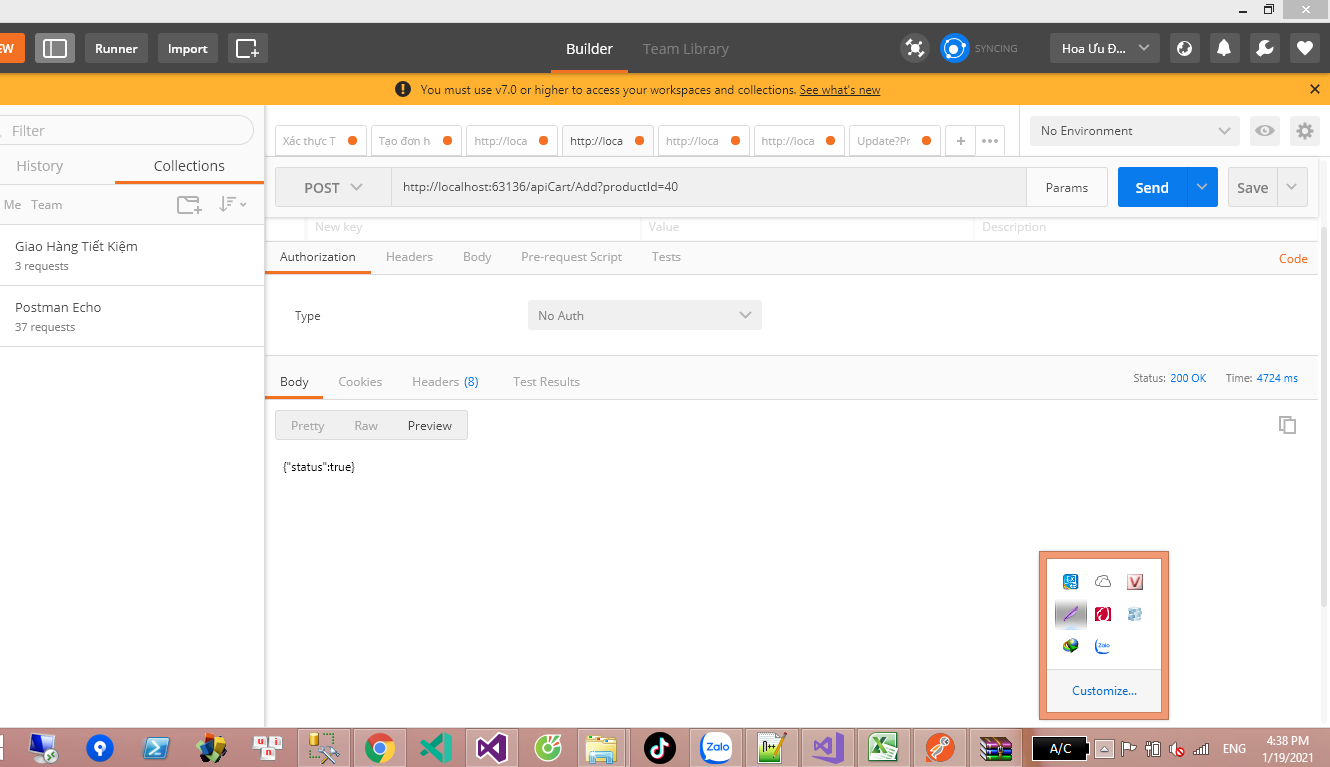 EW
Runner
Import
Builder
Team Library
SYNCING
Hoa Ưu Đ...
You must use v7.0 or higher to access your workspaces and collections. See what's new
Filter
History
Collections
Me Team
Giao Hàng Tiết Kiệm
3 requests
Postman Echo
37 requests
Xác thực T
Tạo đơn h
http://loca
http://loca
http://loca
http://loca
Update?Pr
No Environment
POST
http://localhost:63136/apiCart/Add?productId=40
Params
Send
Save
New key
Value
Description
Authorization
Headers
Body
Pre-request Script
Tests
Code
Type
No Auth
Body
Cookies
Headers (8)
Test Results
Status: 200 OK
Time: 4724 ms
Pretty
Raw
Preview
{"status":true}
Zalo
Customize...
Zalo
A/C
ENG
4:38 PM
1/19/2021